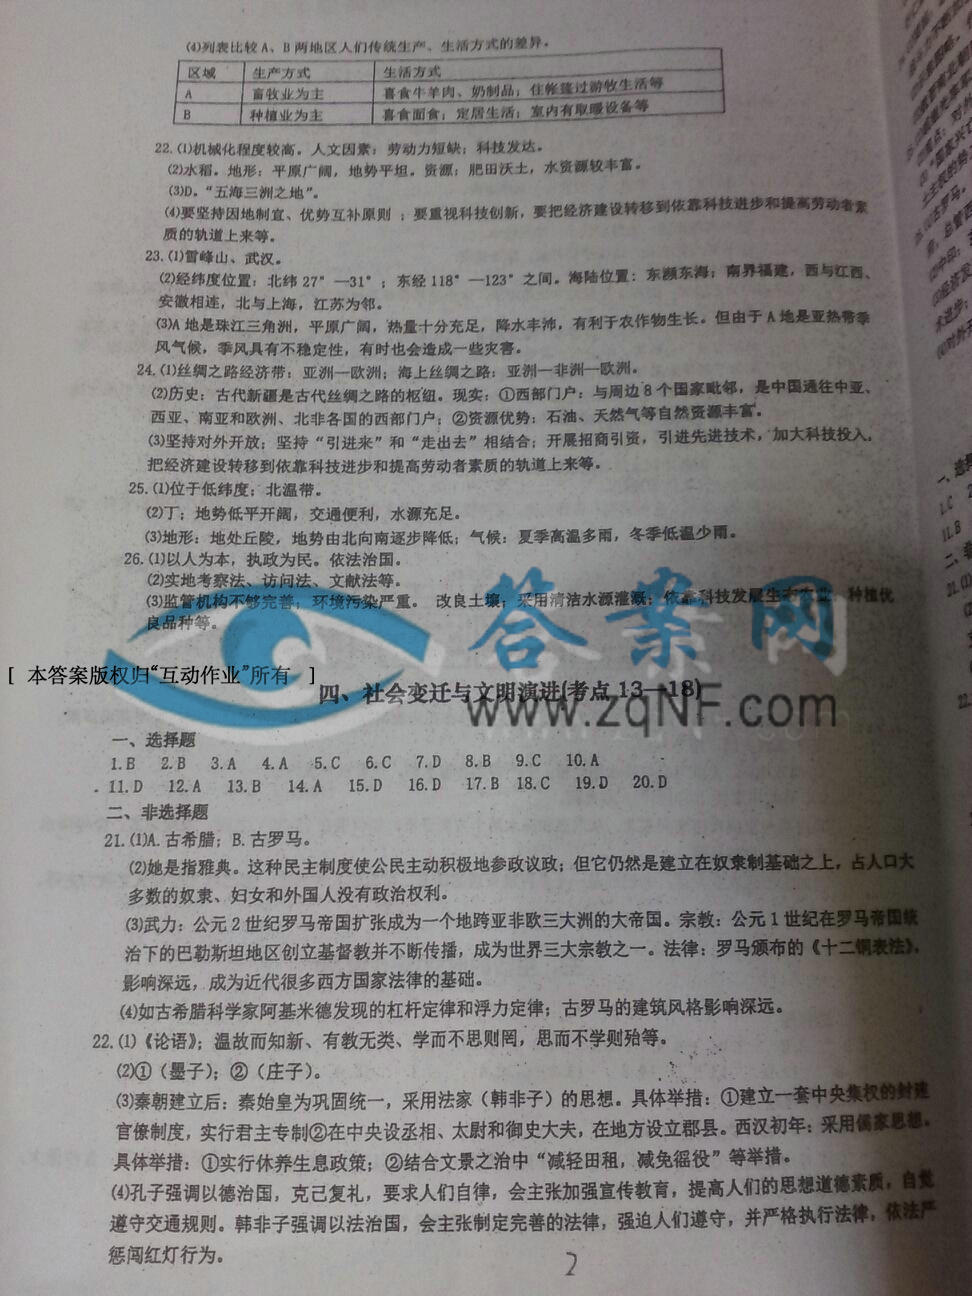 (4)列表比较 A、B 两地区人们传统生产、生活方式的差异。
区域 生产方式 生活方式
A 畜牧业为主 喜食牛羊肉、奶制品；住帐篷过游牧生活等
B 种植业为主 喜食面食；定居生活；室内有取暖设备等
22.(1)机械化程度较高。人文因素：劳动力短缺；科技发达。
(2)水稻。地形：平原广阔，地势平坦。资源：肥田沃土，水资源较丰富。
(3)D。“五海三洲之地”。
(4)要坚持因地制宜、优势互补原则；要重视科技创新，要把经济建设转移到依靠科技进步和提高劳动者素
质的轨道上来等。
23.(1)雪峰山、武汉。
(2)经纬度位置：北纬 27°—31°；东经 118°—123°之间。海陆位置：东濒东海；南界福建，西与江西、
安徽相连，北与上海，江苏为邻。
(3)A 地是珠江三角洲，平原广阔，热量十分充足，降水丰沛，有利于农作物生长。但由于 A 地是亚热带季
风气候，季风具有不稳定性，有时也会造成一些灾害。
24.(1)丝绸之路经济带：亚洲—欧洲；海上丝绸之路：亚洲—非洲—欧洲。
(2)历史：古代新疆是古代丝绸之路的枢纽。现实：①西部门户：与周边 8 个国家毗邻，是中国通往中亚、
西亚、南亚和欧洲、北非各国的西部门户；②资源优势：石油、天然气等自然资源丰富。
(3)坚持对外开放；坚持“引进来”和“走出去”相结合；开展招商引资，引进先进技术，加大科技投入，
把经济建设转移到依靠科技进步和提高劳动者素质的轨道上来等。
25.(1)位于低纬度；北温带。
(2)丁；地势低平开阔，交通便利，水源充足。
(3)地形：地处丘陵，地势由北向南逐步降低；气候：夏季高温多雨，冬季低温少雨。
26.(1)以人为本，执政为民。依法治国。
(2)实地考察法、访问法、文献法等。
(3)监管机构不够完善；环境污染严重。 改良土壤；采用清洁水源灌溉；依靠科技发展生态农业；种植优
良品种等。
答案网
[ 本答案版权归“互动作业”所有 ]
四、社会变迁与文明演进(考点 13—18)
www.zqNF.com
一、选择题
1.B 2.B 3.A 4.A 5.C 6.C 7.D 8.B 9.C 10.A
11.D 12.A 13.B 14.A 15.D 16.D 17.B 18.C 19.D 20.D
二、非选择题
21.(1)A.古希腊；B.古罗马。
(2)她是指雅典。这种民主制度使公民主动积极地参政议政；但它仍然是建立在奴隶制基础之上，占人口大
多数的奴隶、妇女和外国人没有政治权利。
(3)武力：公元 2 世纪罗马帝国扩张成为一个地跨亚非欧三大洲的大帝国。宗教：公元 1 世纪在罗马帝国统
治下的巴勒斯坦地区创立基督教并不断传播，成为世界三大宗教之一。法律：罗马颁布的《十二铜表法》，
影响深远，成为近代很多西方国家法律的基础。
(4)如古希腊科学家阿基米德发现的杠杆定律和浮力定律；古罗马的建筑风格影响深远。
22.(1)《论语》；温故而知新、有教无类、学而不思则罔，思而不学则殆等。
(2)①（墨子）；②（庄子）。
(3)秦朝建立后：秦始皇为巩固统一，采用法家（韩非子）的思想。具体举措：①建立一套中央集权的封建
官僚制度，实行君主专制②在中央设丞相、太尉和御史大夫，在地方设立郡县。西汉初年：采用儒家思想。
具体举措：①实行休养生息政策；②结合文景之治中“减轻田租，减免徭役”等举措。
(4)孔子强调以德治国，克己复礼，要求人们自律，会主张加强宣传教育，提高人们的思想道德素质，自觉
遵守交通规则。韩非子强调以法治国，会主张制定完善的法律，强迫人们遵守，并严格执行法律，依法严
惩闯红灯行为。
2